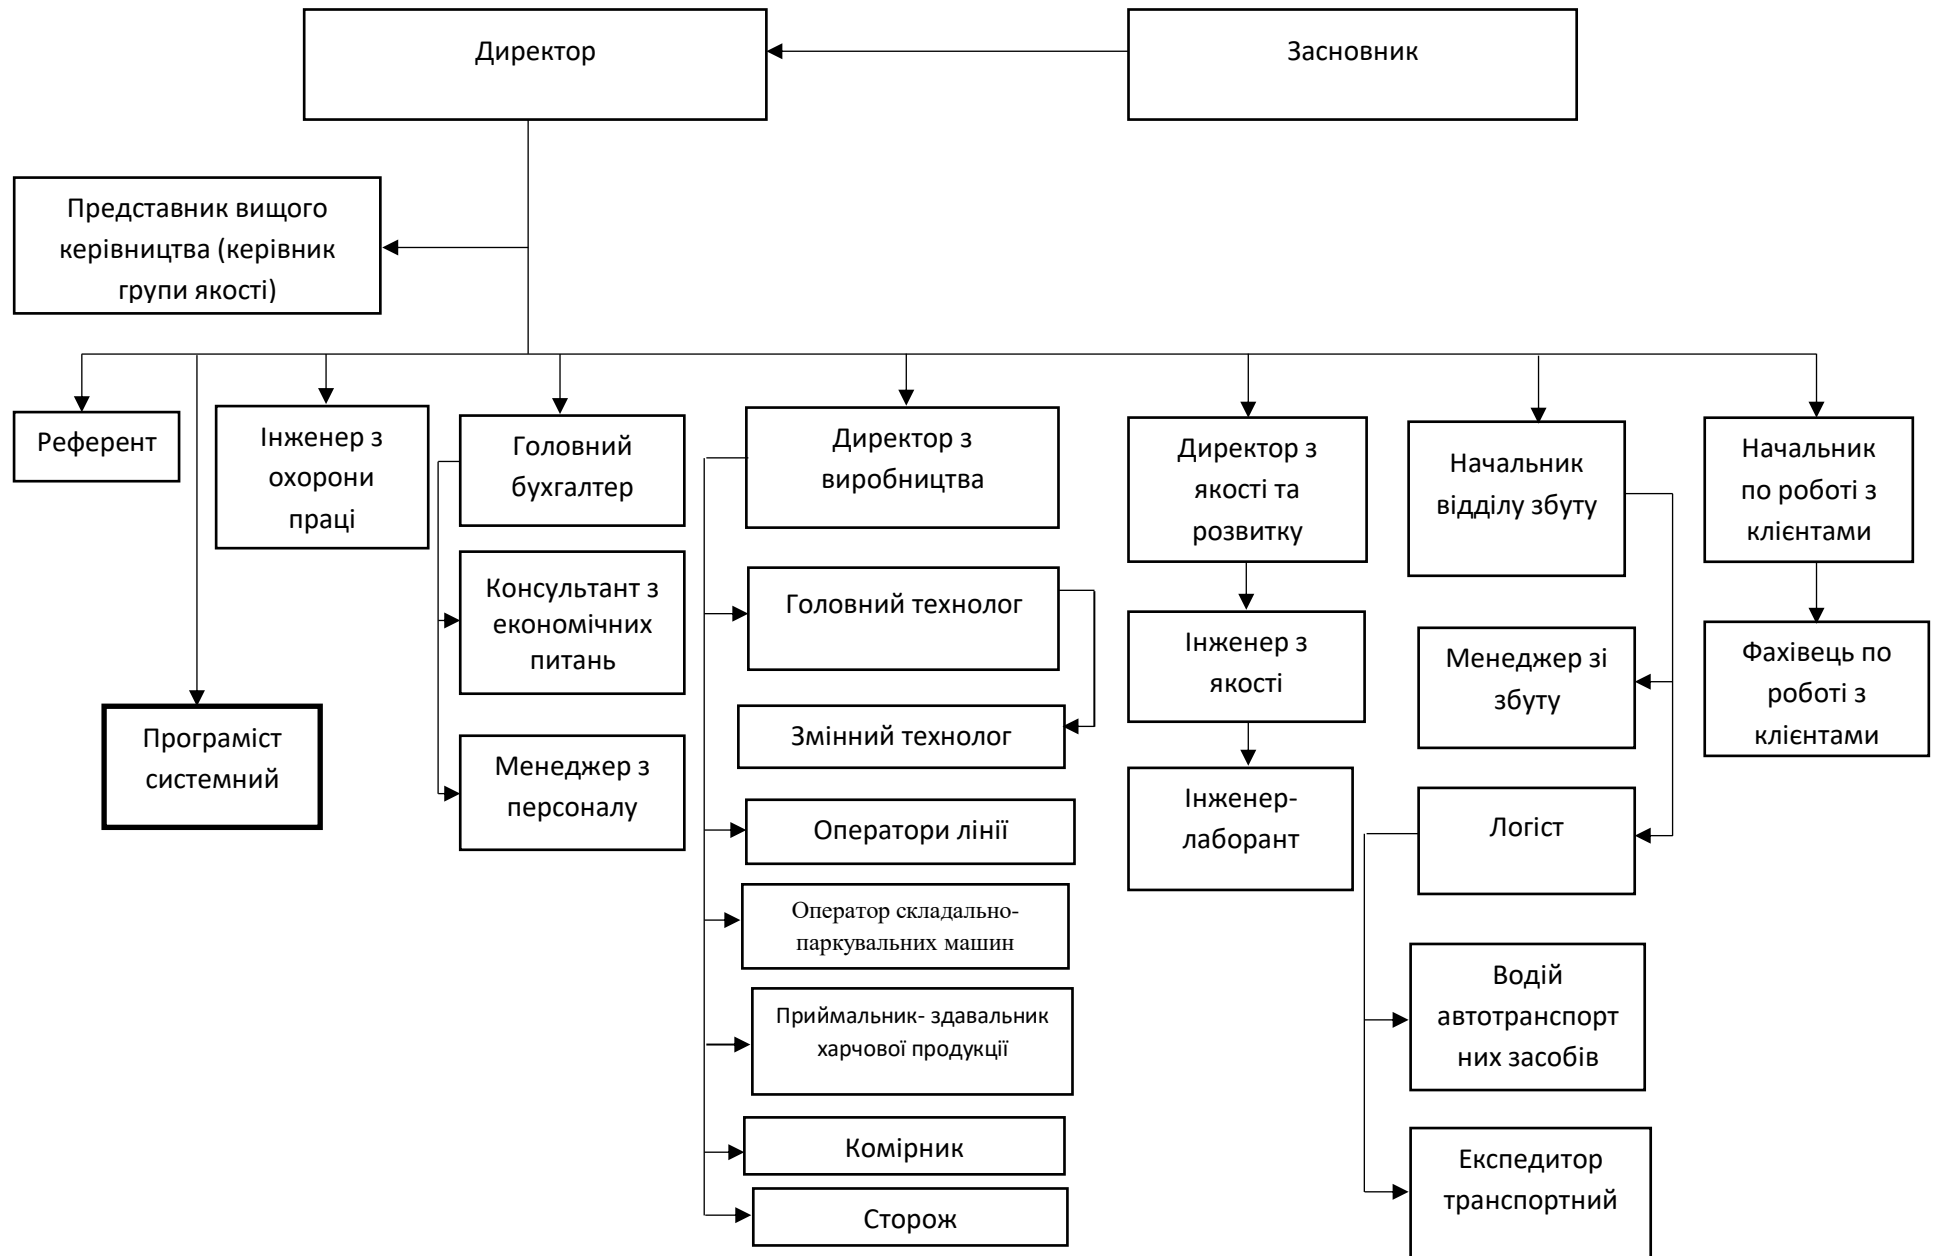 Директор
Засновник
Представник вищого
керівництва (керівник
групи якості)
Референт
Інженер з
охорони
праці
Головний
бухгалтер
Директор з
виробництва
Директор з
якості та
розвитку
Начальник
відділу збуту
Начальник
по роботі з
клієнтами
Програміст
системний
Консультант з
економічних
питань
Менеджер з
персоналу
Головний технолог
Змінний технолог
Оператори лінії
Оператор складально-
паркувальних машин
Приймальник- здавальник
харчової продукції
Комірник
Сторож
Інженер з
якості
Інженер-
лаборант
Менеджер зі
збуту
Логіст
Водій
автотранспорт
них засобів
Експедитор
транспортний
Фахівець по
роботі з
клієнтами